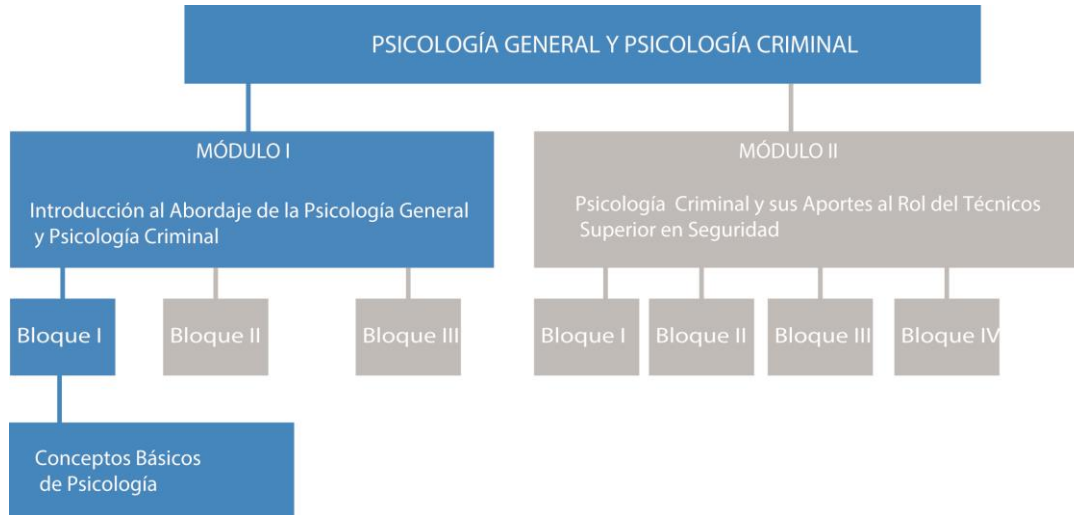 PSICOLOGÍA GENERAL Y PSICOLOGÍA CRIMINAL
MÓDULO I
Introducción al Abordaje de la Psicología General
y Psicología Criminal
MÓDULO II
Psicología Criminal y sus Aportes al Rol del Técnicos
Superior en Seguridad
Bloque I
Bloque II
Bloque III
Bloque I
Bloque II
Bloque III
Bloque IV
Conceptos Básicos
de Psicología